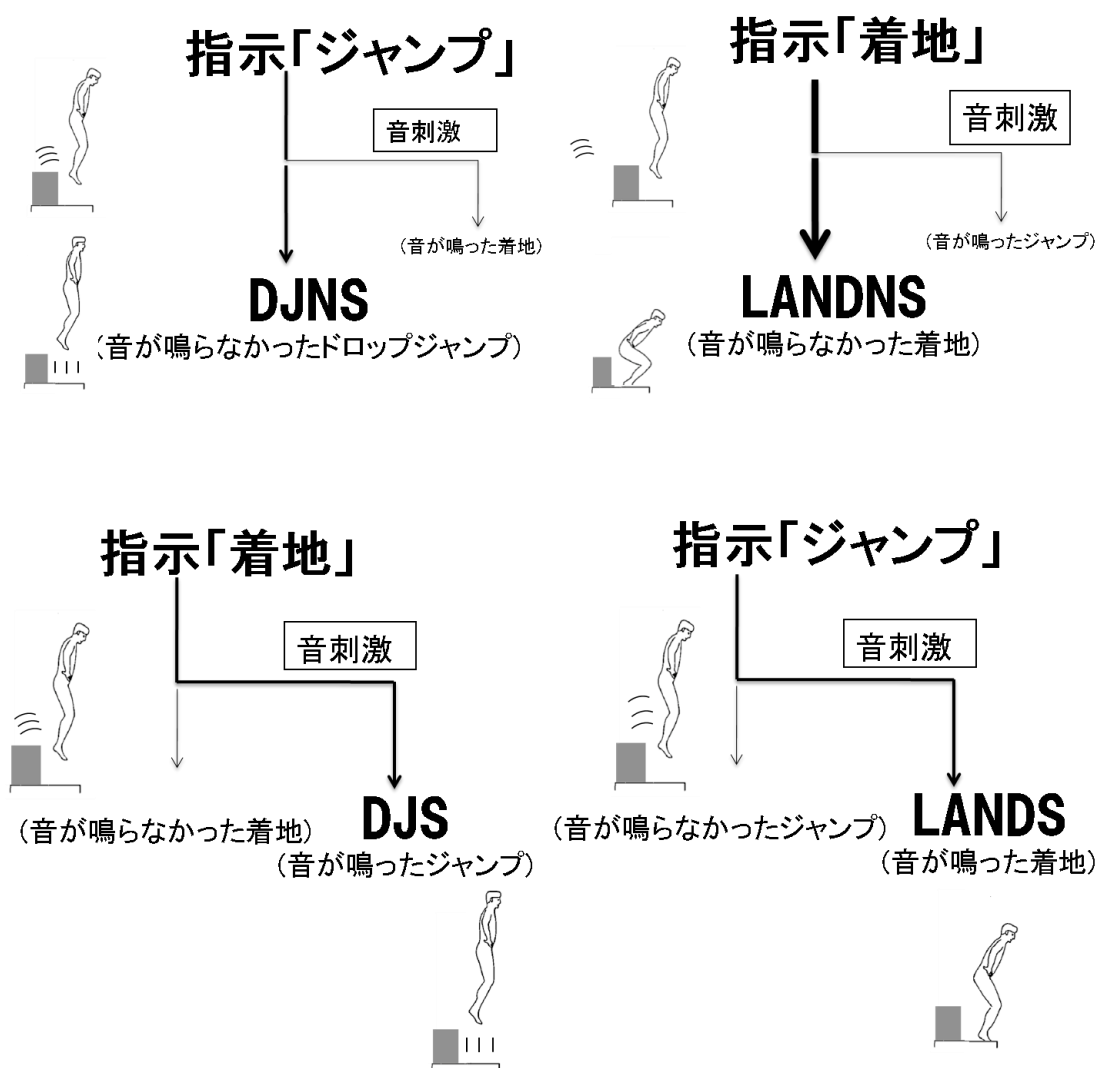 指示「ジャンプ」
音刺激
(音が鳴った着地)
DJNS
(音が鳴らなかったドロップジャンプ)
指示「着地」
音刺激
(音が鳴ったジャンプ)
LANDNS
(音が鳴らなかった着地)
指示「着地」
音刺激
(音が鳴らなかった着地)
DJS
(音が鳴ったジャンプ)
指示「ジャンプ」
音刺激
(音が鳴らなかったジャンプ)
LANDS
(音が鳴った着地)